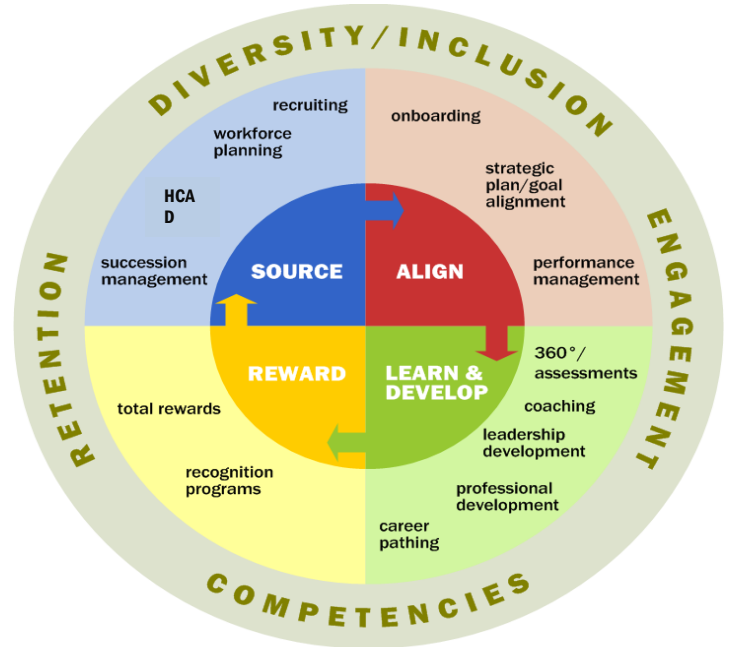 DIVERSITY/INCLUSION
recruiting
workforce
planning
HCA
D
succession
management
SOURCE
onboarding
strategic
plan/goal
alignment
performance
management
ALIGN
ENGAGEMENT
360°/
assessments
coaching
leadership
development
professional
development
career
pathing
LEARN &
DEVELOP
COMPETENCIES
REWARD
total rewards
recognition
programs
RETENTION